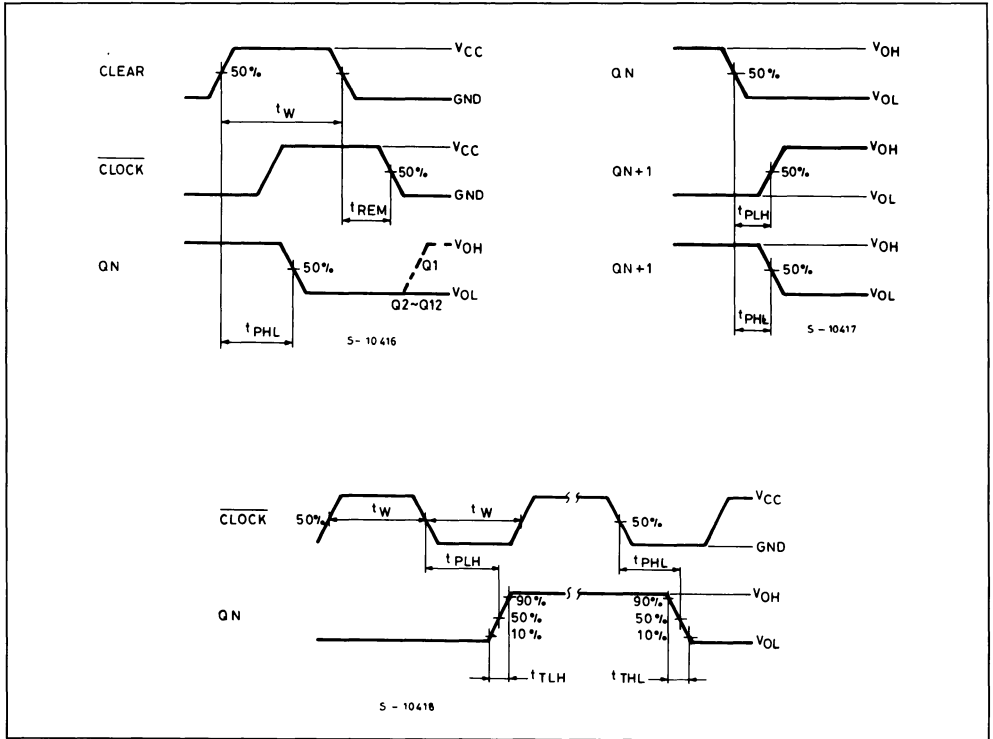 VCC
CLEAR
50%
GND
tW
VCC
CLOCK
50%
GND
tREM
VOH
Q1
QN
50%
VOL
Q2~Q12
tPHL
S-10416
VOH
QN
50%
VOL
VOH
QN+1
50%
VOL
tPLH
VOH
QN+1
50%
VOL
tPHL
S-10417
VCC
CLOCK
50%
tW
tW
50%
GND
tPLH
tPHL
VOH
90%
90%
QN
50%
50%
10%
10%
VOL
tTLH
tTHL
S-10418